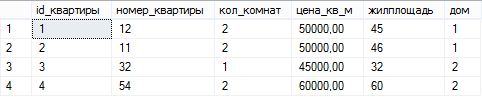 id_квартиры номер_квартиры кол_комнат цена_кв_м жилплощадь дом
1 1 12 2 50000,00 45 1
2 2 11 2 50000,00 46 1
3 3 32 1 45000,00 32 2
4 4 54 2 60000,00 60 2